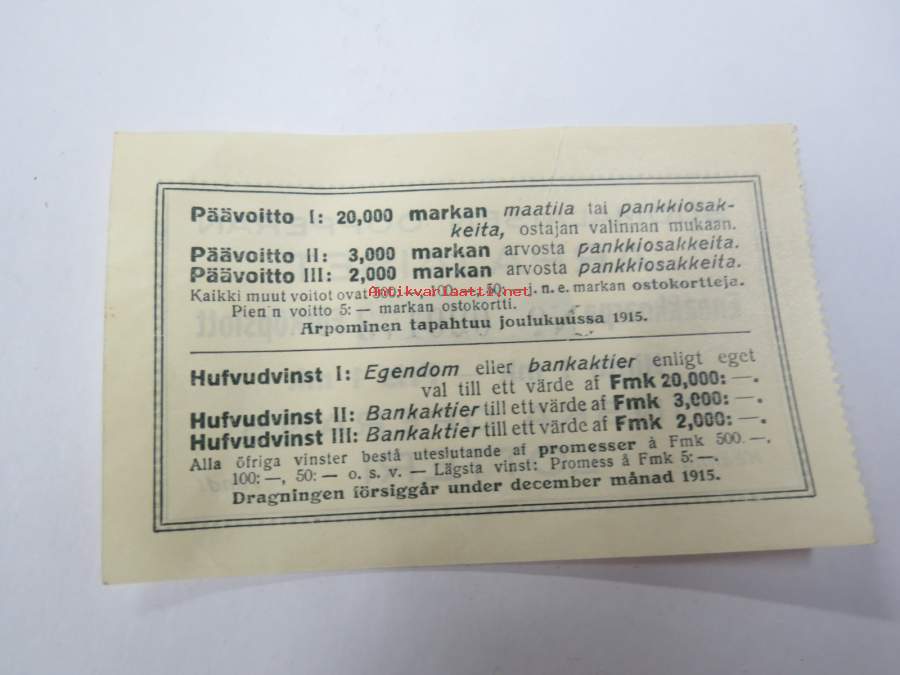 Päävoitto I: 20,000 markan maatila tai pankkiosak-
keita, ostajan valinnan mukaan.
Päävoitto II: 3,000 markan arvosta pankkiosakkeita.
Päävoitto III: 2,000 markan arvosta pankkiosakkeita.
Kaikki muut voitot ovat 100: 50: j. n. e. markan ostokortteja.
Antikvariaatti.net
Pien'n voitto 5: — markan ostokortti.
Arpominen tapahtuu joulukuussa 1915.
Hufvudvinst I: Egendom eller bankaktier enligt eget
val till ett värde af Fmk 20,000: —.
Hufvudvinst II: Bankaktier till ett värde af Fmk 3,000: —.
Hufvudvinst III: Bankaktier till ett värde af Fmk 2,000: —.
Alla öfriga vinster bestå uteslutande af promesser à Fmk 500. —,
100: —, 50: — o. s. v. — Lägsta vinst: Promess å Fmk 5: —.
Dragningen försiggår under december månad 1915.